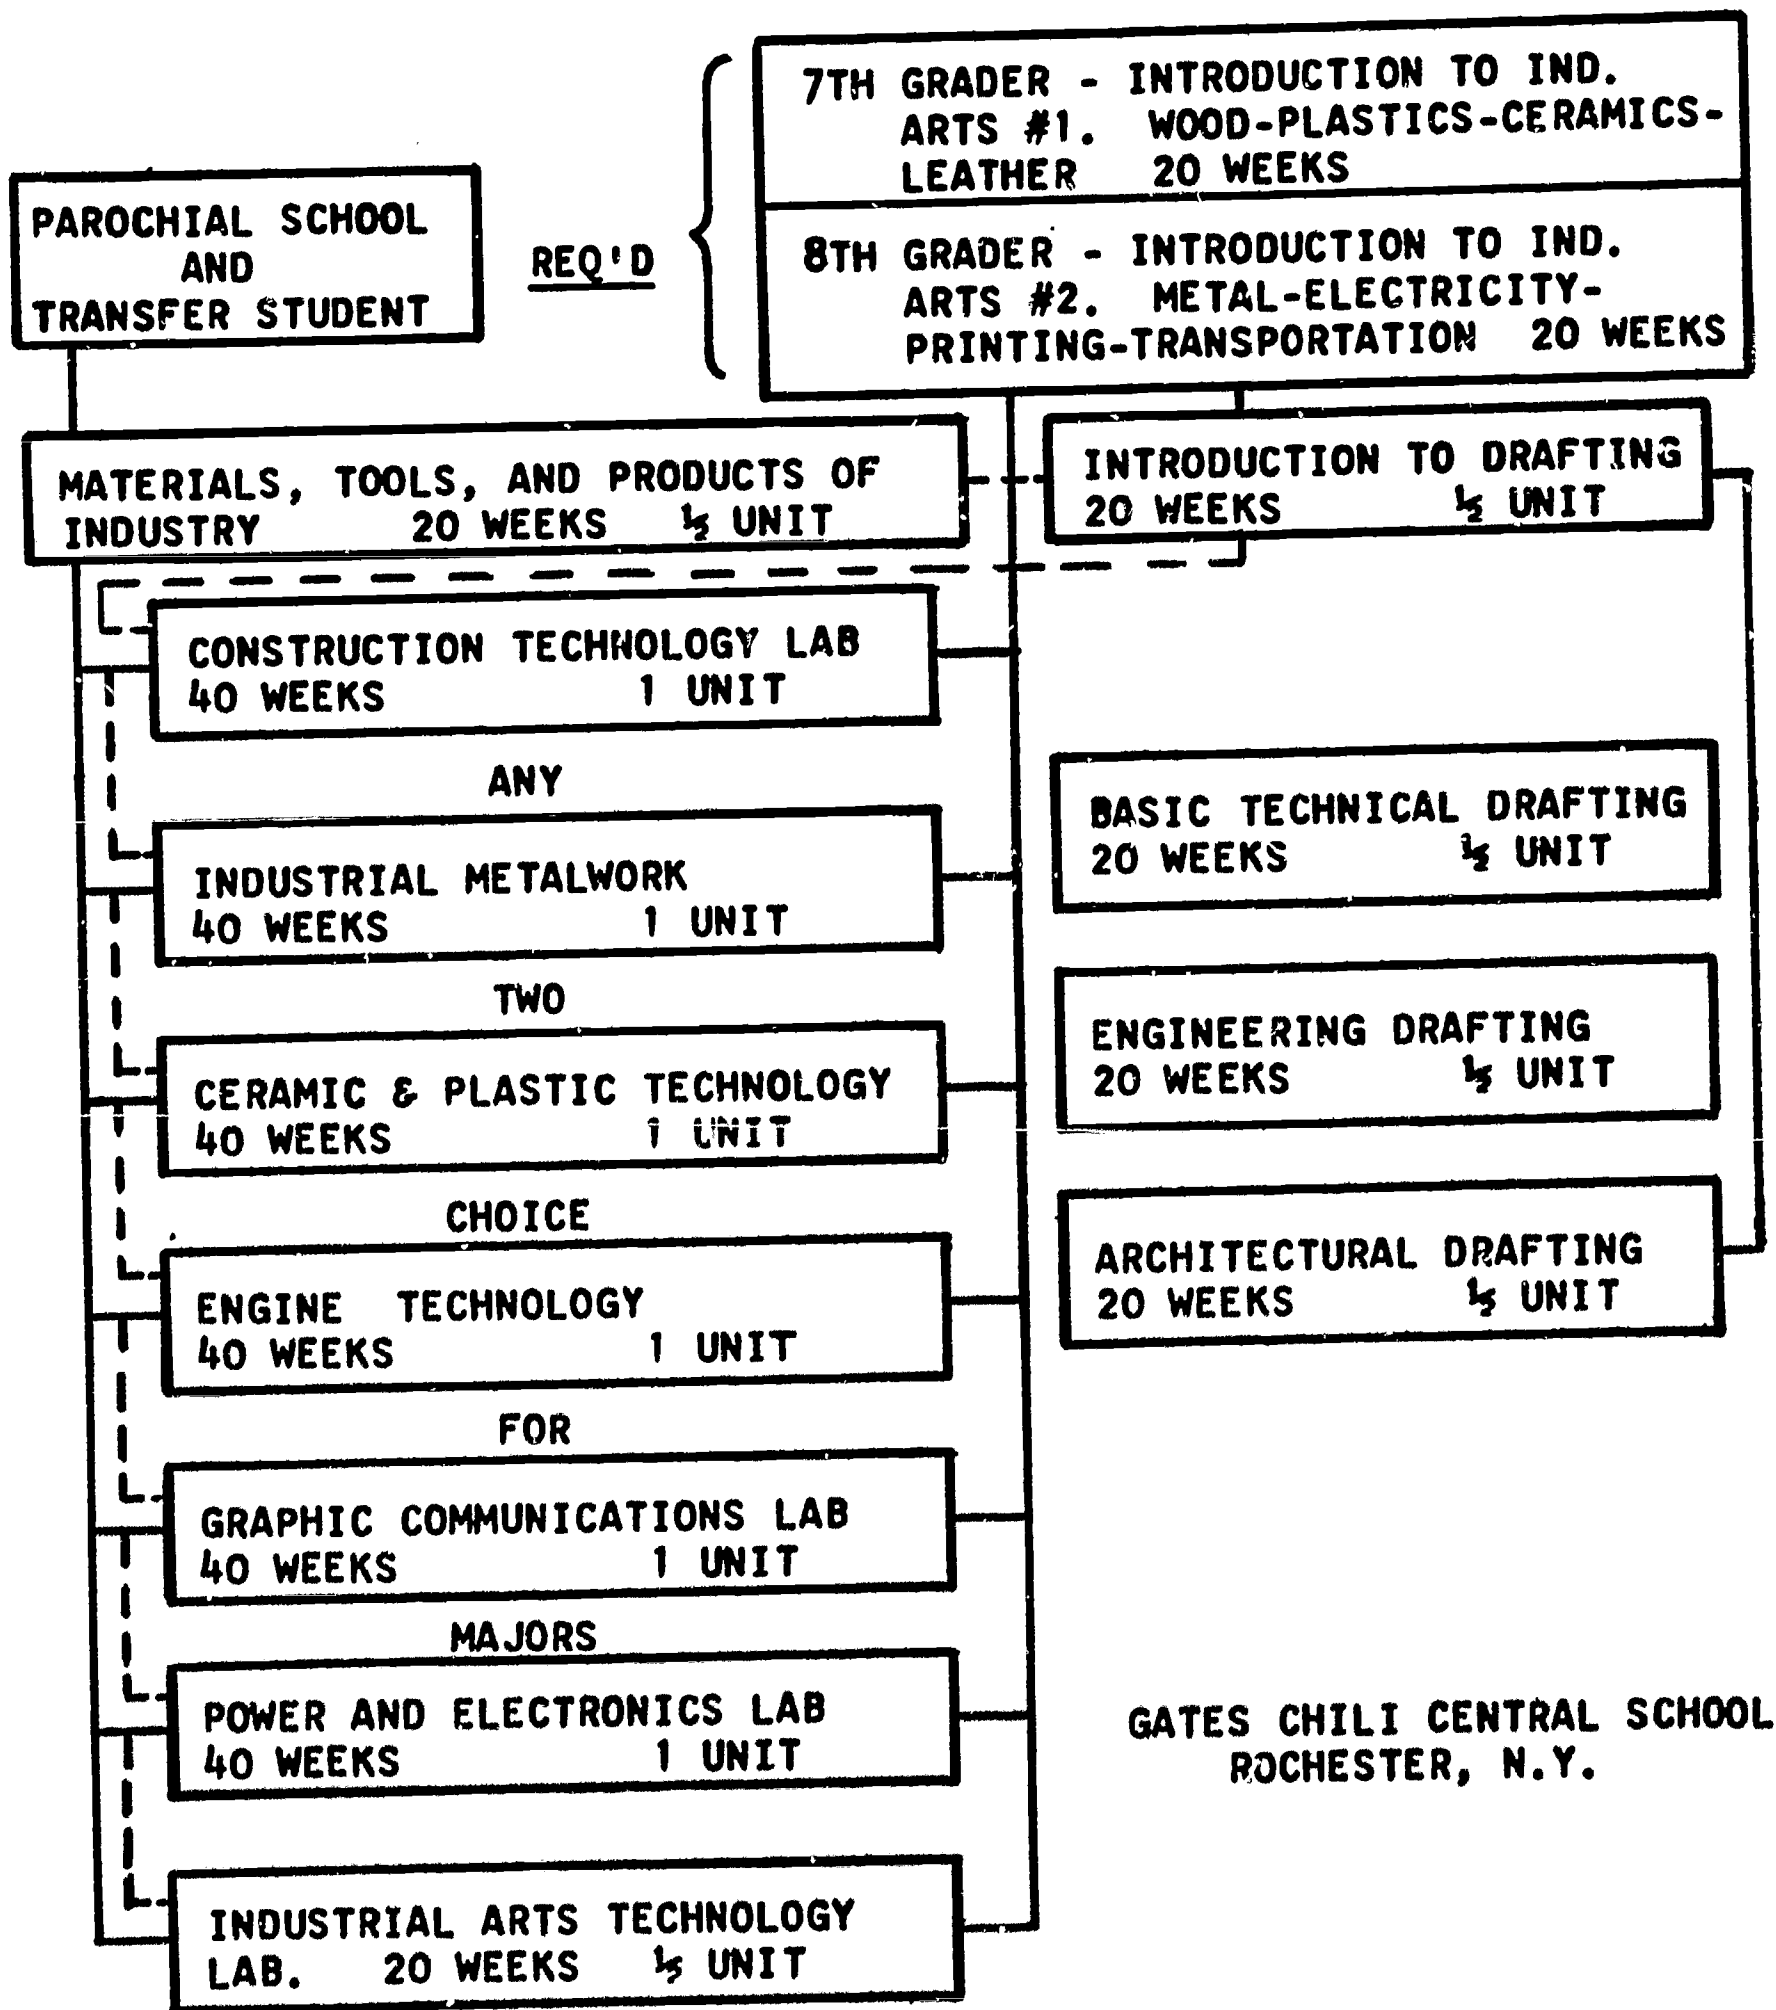 7TH GRADER - INTRODUCTION TO IND.
ARTS #1. WOOD-PLASTICS-CERAMICS-
LEATHER 20 WEEKS
PAROCHIAL SCHOOL
AND
TRANSFER STUDENT
REQ'D
8TH GRADER - INTRODUCTION TO IND.
ARTS #2. METAL-ELECTRICITY-
PRINTING-TRANSPORTATION 20 WEEKS
MATERIALS, TOOLS, AND PRODUCTS OF
INDUSTRY 20 WEEKS ½ UNIT
INTRODUCTION TO DRAFTING
20 WEEKS ½ UNIT
CONSTRUCTION TECHNOLOGY LAB
40 WEEKS 1 UNIT
ANY
INDUSTRIAL METALWORK
40 WEEKS 1 UNIT
TWO
CERAMIC & PLASTIC TECHNOLOGY
40 WEEKS 1 UNIT
CHOICE
ENGINE TECHNOLOGY
40 WEEKS 1 UNIT
FOR
GRAPHIC COMMUNICATIONS LAB
40 WEEKS 1 UNIT
MAJORS
POWER AND ELECTRONICS LAB
40 WEEKS 1 UNIT
INDUSTRIAL ARTS TECHNOLOGY
LAB. 20 WEEKS ½ UNIT
BASIC TECHNICAL DRAFTING
20 WEEKS ½ UNIT
ENGINEERING DRAFTING
20 WEEKS ½ UNIT
ARCHITECTURAL DRAFTING
20 WEEKS ½ UNIT
GATES CHILI CENTRAL SCHOOL
ROCHESTER, N.Y.